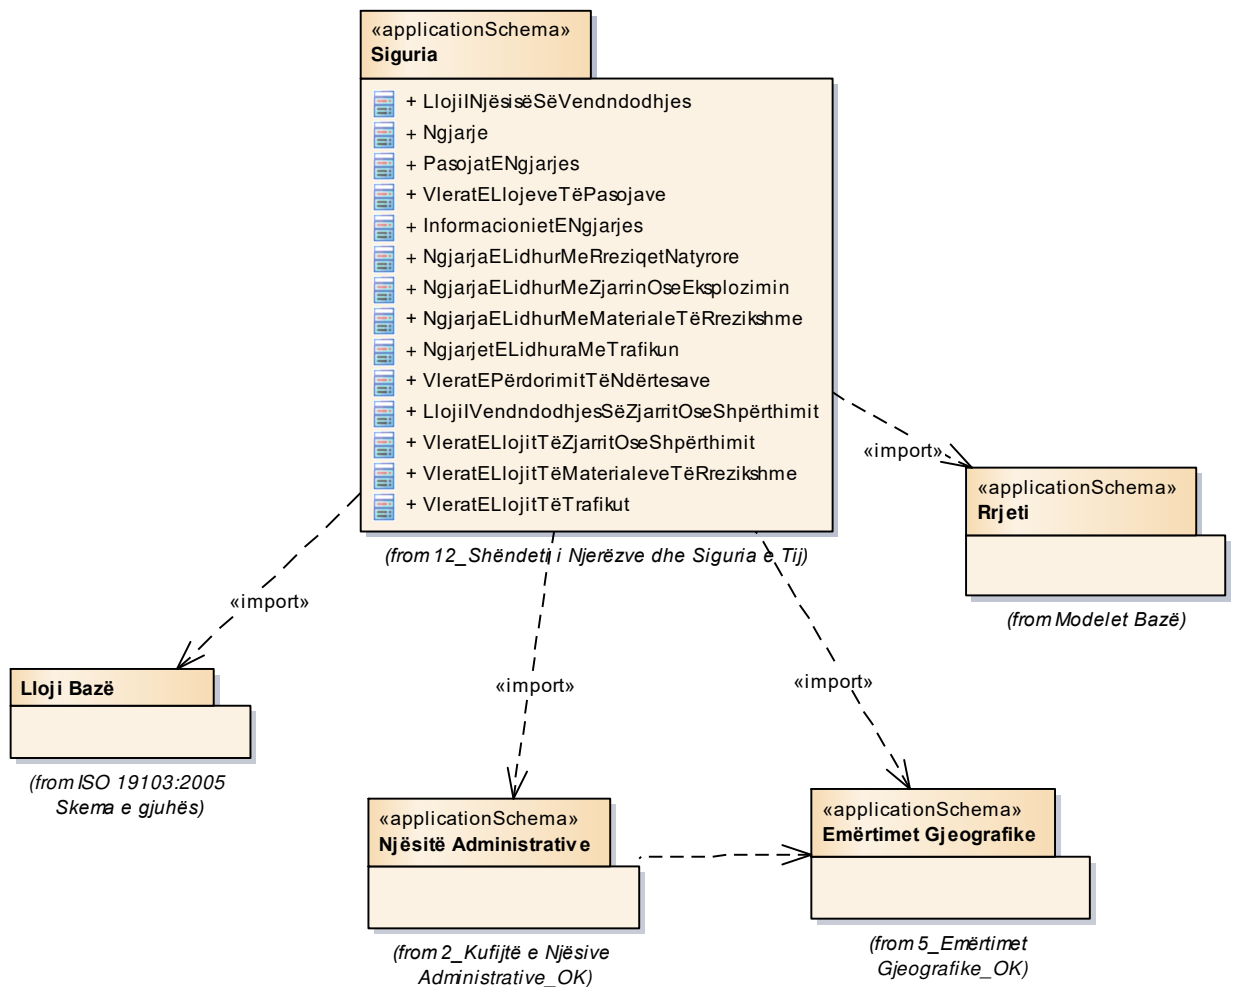 «applicationSchema»
Siguria
+ LlojiINjësisëSëVendndodhjes
+ Ngjarje
+ PasojatENgjarjes
+ VleratELlojeveTëPasojave
+ InformacionietENgjarjes
+ NgjarjaELidhurMeRreziqetNatyrore
+ NgjarjaELidhurMeZjarrinOseEksplozimin
+ NgjarjaELidhurMeMaterialeTëRrezikshme
+ NgjarjetELidhuraMeTrafikun
+ VleratEPërdorimitTëNdërtesave
+ LlojiIVendndodhjesSëZjarritOseShpërthimit
+ VleratELlojitTëZjarritOseShpërthimit
+ VleratELlojitTëMaterialeveTëRrezikshme
+ VleratELlojitTëTrafikut
(from 12_Shëndeti i Njerëzve dhe Siguria e Tij)
«import»
«applicationSchema»
Rrjeti
(from Modelet Bazë)
«import»
«import»
«import»
Lloji Bazë
(from ISO 19103:2005
Skema e gjuhës)
«applicationSchema»
Njësitë Administrative
(from 2_Kufijtë e Njësive
Administrative_OK)
«applicationSchema»
Emërtimet Gjeografike
(from 5_Emërtimet
Gjeografike_OK)